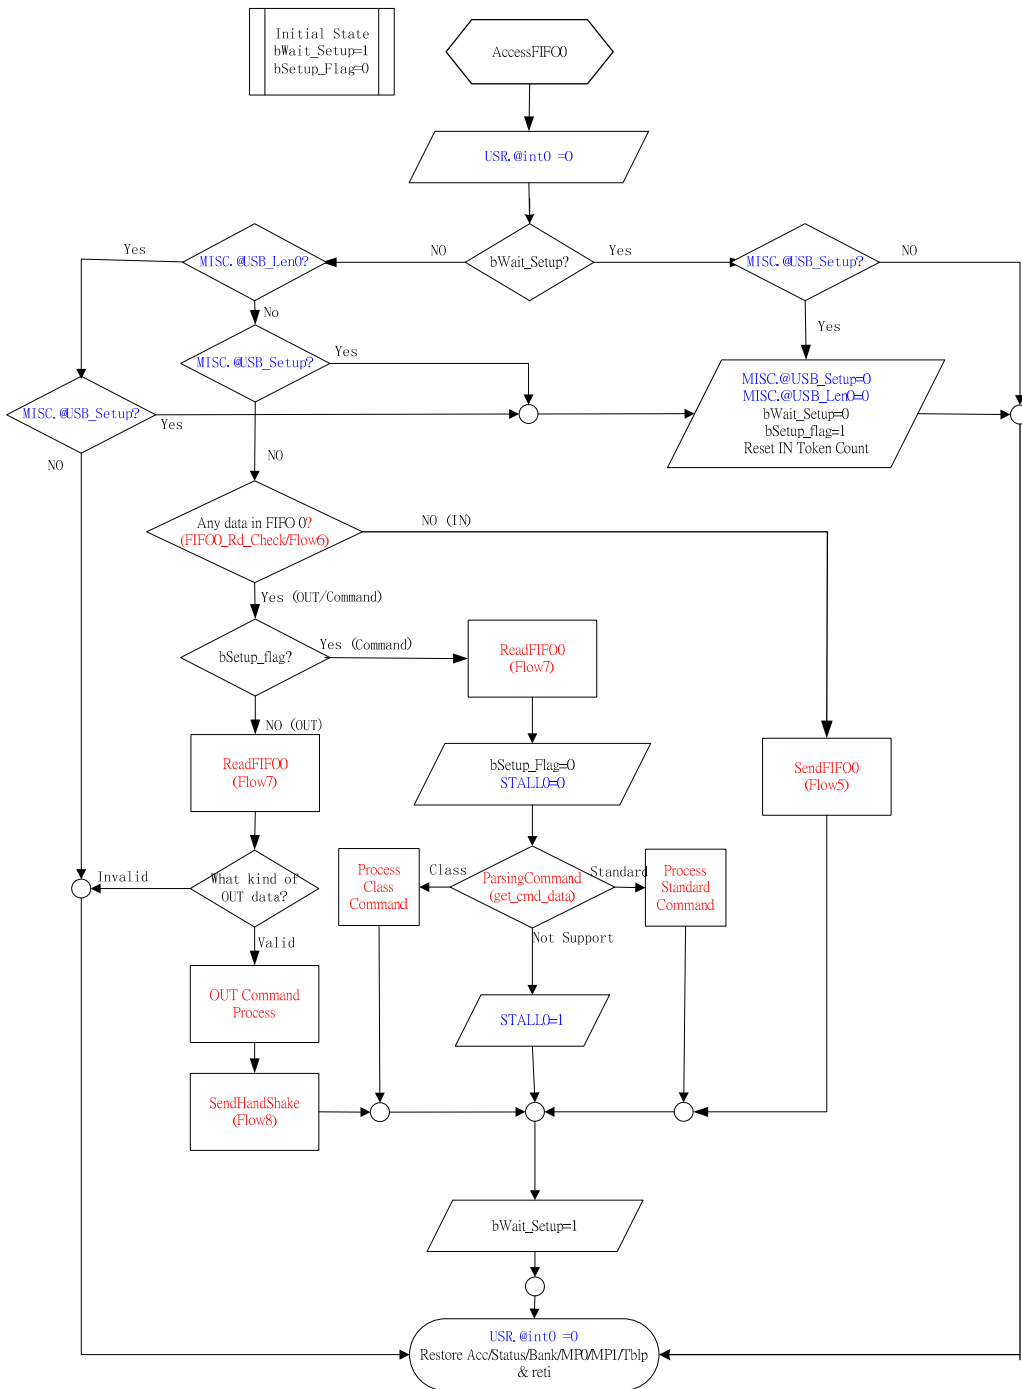 Initial State
bWait_Setup=1
bSetup_Flag=0
AccessFIFO0
USR.@int0 =0
Yes
MISC.@USB_Len0?
NO
bWait_Setup?
Yes
MISC.@USB_Setup?
NO
No
Yes
MISC.@USB_Setup?
Yes
MISC.@USB_Setup=0
MISC.@USB_Len0=0
bWait_Setup=0
bSetup_flag=1
Reset IN Token Count
MISC.@USB_Setup?
Yes
NO
NO
Any data in FIFO 0?
(FIFO0_Rd_Check/Flow6)
NO (IN)
Yes (OUT/Command)
bSetup_flag?
Yes (Command)
ReadFIFO0
(Flow7)
NO (OUT)
ReadFIFO0
(Flow7)
bSetup_Flag=0
STALL0=0
SendFIFO0
(Flow5)
Invalid
What kind of
OUT data?
Process
Class
Command
Class
ParsingCommand
(get_cmd_data)
Standard
Process
Standard
Command
Valid
Not Support
OUT Command
Process
STALL0=1
SendHandShake
(Flow8)
bWait_Setup=1
USR.@int0 =0
Restore Acc/Status/Bank/MP0/MP1/Tblp
& reti